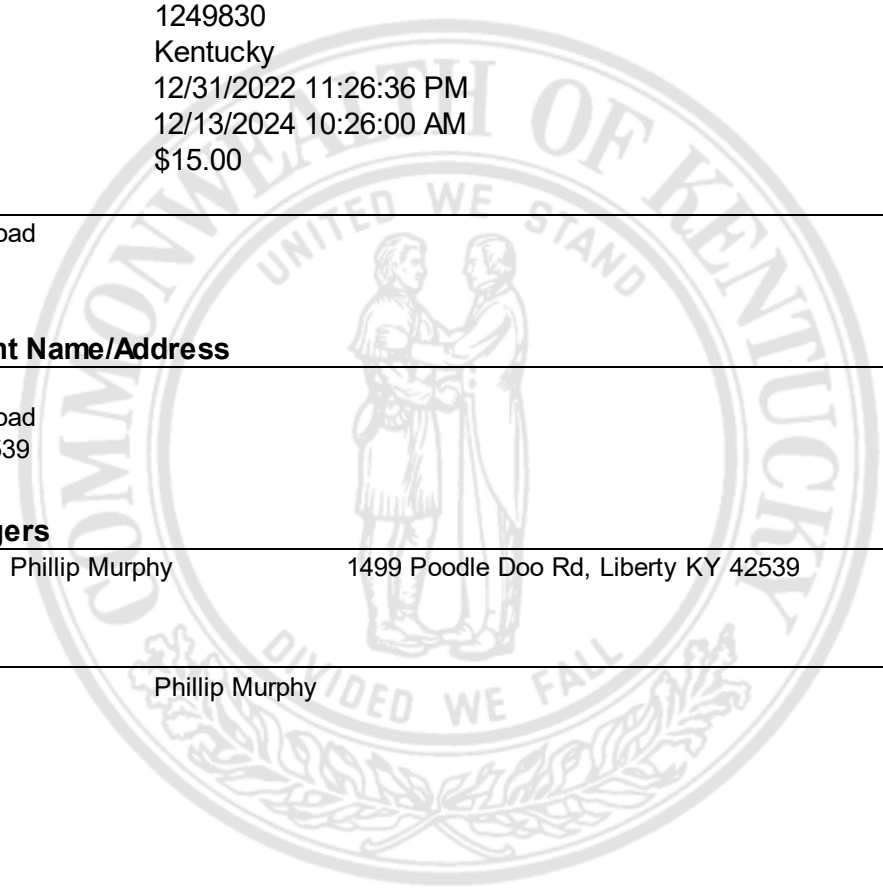 1249830
Kentucky
12/31/2022 11:26:36 PM
12/13/2024 10:26:00 AM
$15.00
oad
nt Name/Address
oad
39
gers
Phillip Murphy 1499 Poodle Doo Rd, Liberty KY 42539
Phillip Murphy
COMMONWEALTH OF KENTUCKY
UNITED WE STAND
DIVIDED WE FALL